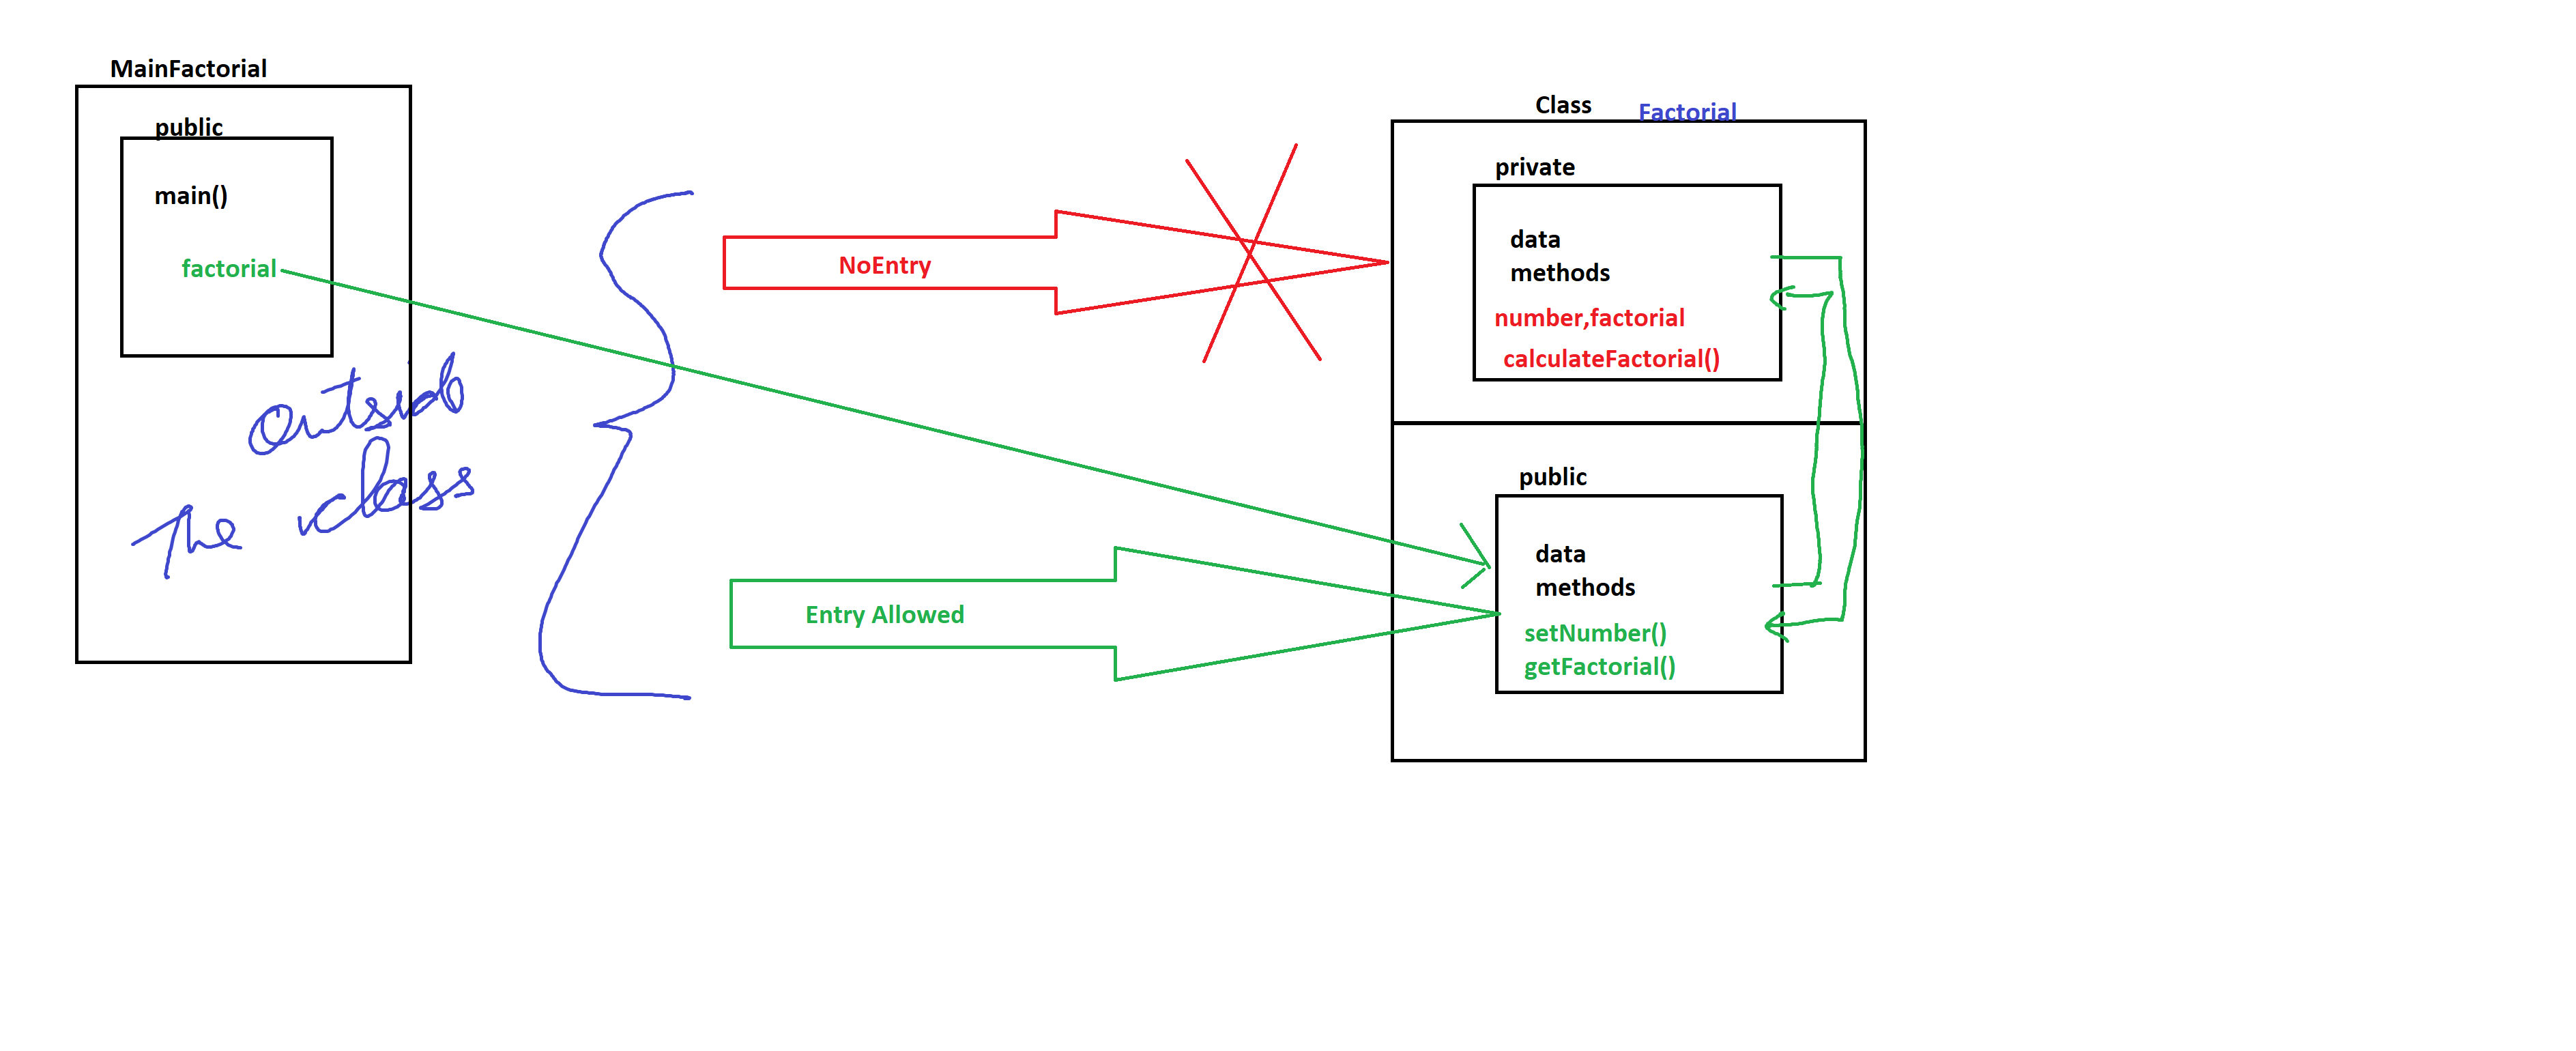 MainFactorial
public
main()
factorial
outside
The class
NoEntry
Entry Allowed
Class Factorial
private
data
methods
number,factorial
calculateFactorial()
public
data
methods
setNumber()
getFactorial()